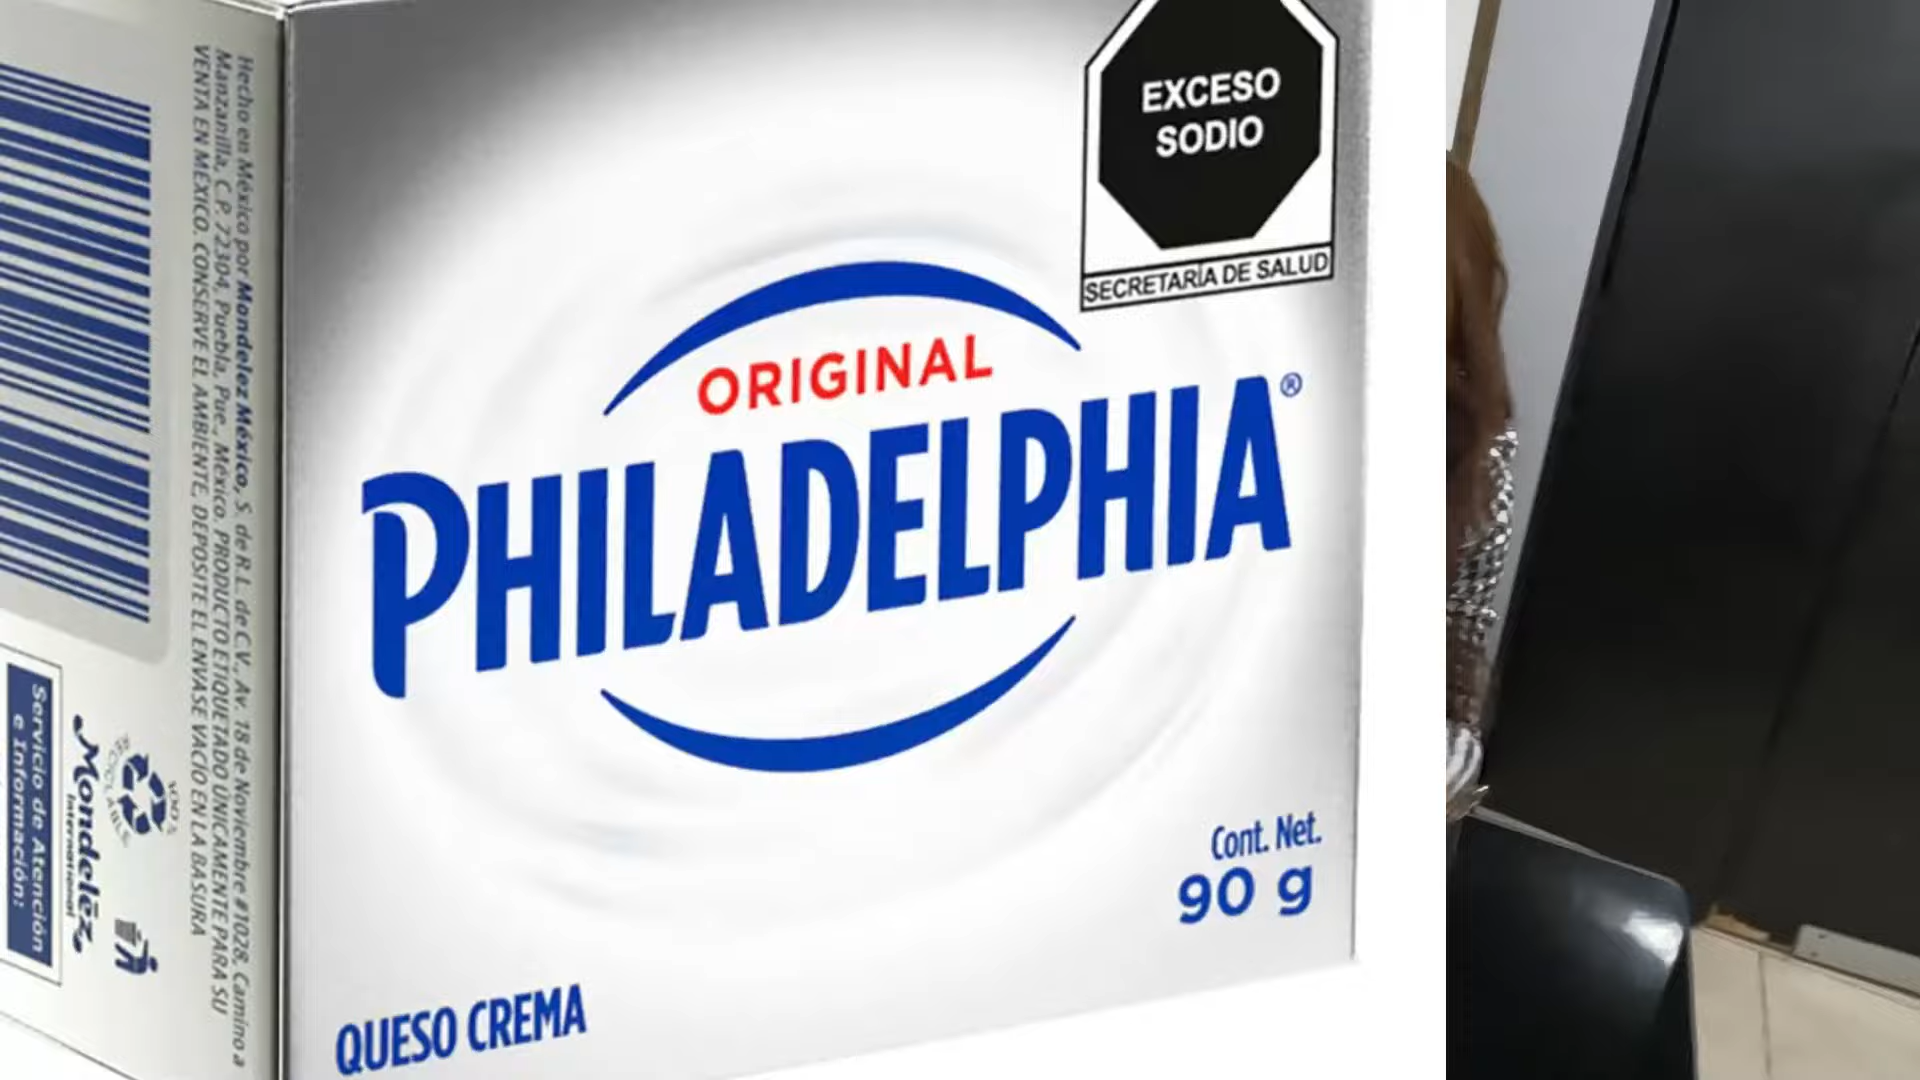 EXCESO
SODIO
SECRETARÍA DE SALUD
ORIGINAL
PHILADELPHIA®
Cont. Net.
90 g
QUESO CREMA
Hecho en México por Mondelez México, S. de R.L. de C.V., Av. 18 de Noviembre #1028, Camino a
Manzanilla, C.P. 72304, Puebla, Pue., México. PRODUCTO ETIQUETADO ÚNICAMENTE PARA SU
VENTA EN MÉXICO. CONSERVE EL AMBIENTE, DEPOSITE EL ENVASE VACÍO EN LA BASURA
100%
RECICLABLE
Mondelēz
International
Servicio de Atención
e Información: